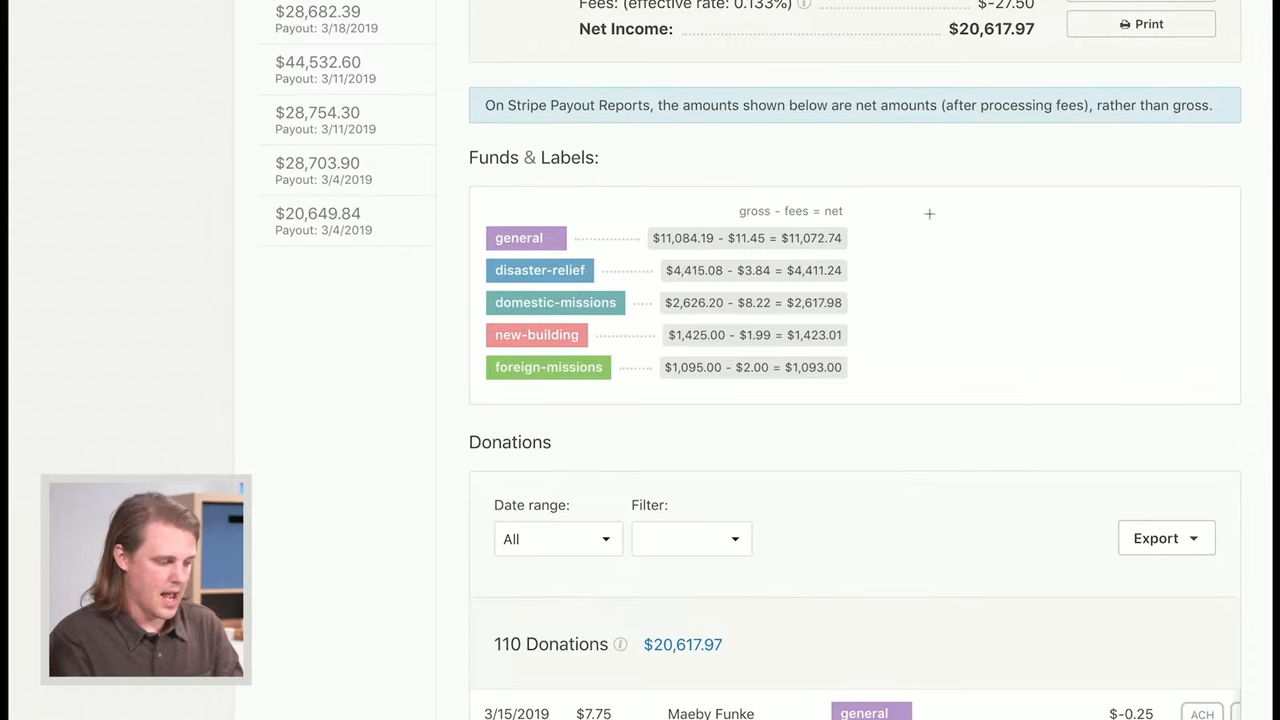 $28,682.39
Payout: 3/18/2019
$44,532.60
Payout: 3/11/2019
$28,754.30
Payout: 3/11/2019
$28,703.90
Payout: 3/4/2019
$20,649.84
Payout: 3/4/2019
Fees: (effective rate: 0.133%) $-27.50
Net Income: $20,617.97
Print
On Stripe Payout Reports, the amounts shown below are net amounts (after processing fees), rather than gross.
Funds & Labels:
gross - fees = net
general $11,084.19 - $11.45 = $11,072.74
disaster-relief $4,415.08 - $3.84 = $4,411.24
domestic-missions $2,626.20 - $8.22 = $2,617.98
new-building $1,425.00 - $1.99 = $1,423.01
foreign-missions $1,095.00 - $2.00 = $1,093.00
Donations
Date range: Filter:
All
Export
110 Donations $20,617.97
3/15/2019 $7.75 Maeby Funke general $-0.25 ACH